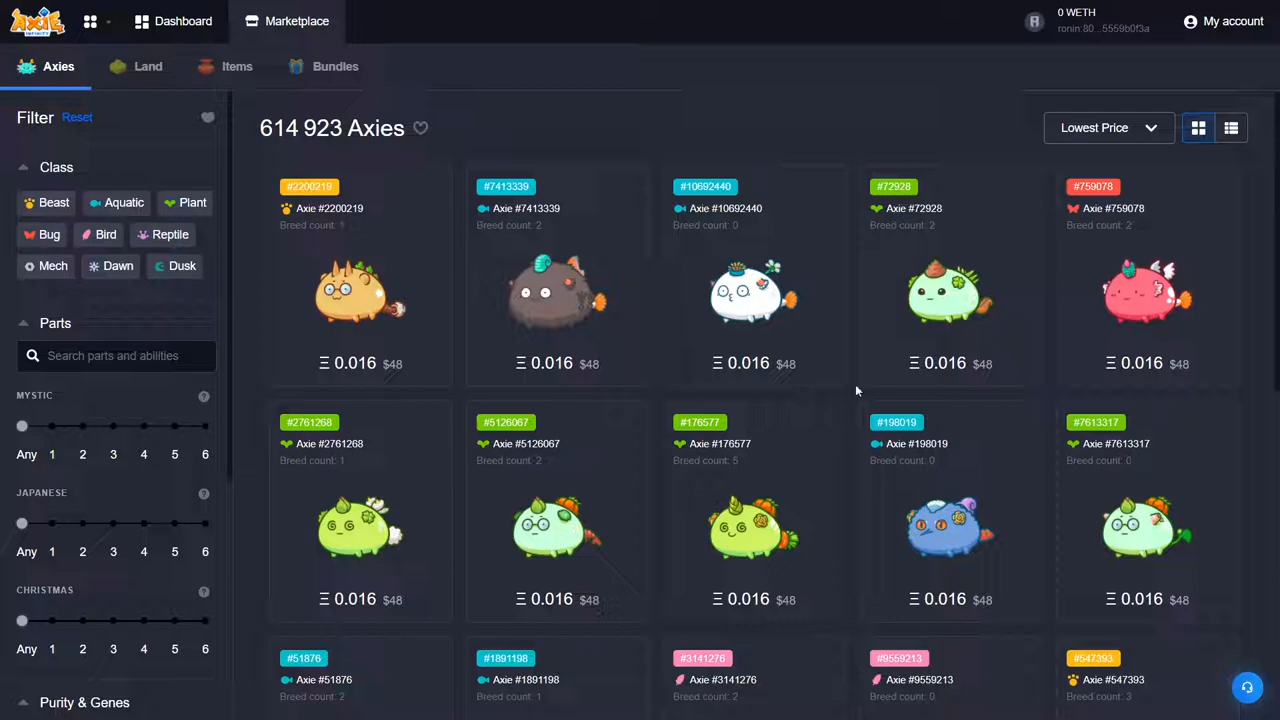 AXIE
INFINITY
Dashboard
Marketplace
0 WETH
ronin:80...5559b0f3a
My account
Axies
Land
Items
Bundles
Filter
Reset
Class
Beast
Aquatic
Plant
Bug
Bird
Reptile
Mech
Dawn
Dusk
Parts
Search parts and abilities
MYSTIC
Any 1 2 3 4 5 6
JAPANESE
Any 1 2 3 4 5 6
CHRISTMAS
Any 1 2 3 4 5 6
Purity & Genes
614 923 Axies
Lowest Price
#2200219
Axie #2200219
Breed count: 1
Ξ 0.016 $48
#7413339
Axie #7413339
Breed count: 2
Ξ 0.016 $48
#10692440
Axie #10692440
Breed count: 0
Ξ 0.016 $48
#72928
Axie #72928
Breed count: 2
Ξ 0.016 $48
#759078
Axie #759078
Breed count: 2
Ξ 0.016 $48
#2761268
Axie #2761268
Breed count: 1
Ξ 0.016 $48
#5126067
Axie #5126067
Breed count: 2
Ξ 0.016 $48
#176577
Axie #176577
Breed count: 5
Ξ 0.016 $48
#198019
Axie #198019
Breed count: 0
Ξ 0.016 $48
#7613317
Axie #7613317
Breed count: 0
Ξ 0.016 $48
#51876
Axie #51876
Breed count: 2
#1891198
Axie #1891198
Breed count: 1
#3141276
Axie #3141276
Breed count: 2
#9559213
Axie #9559213
Breed count: 0
#547393
Axie #547393
Breed count: 3